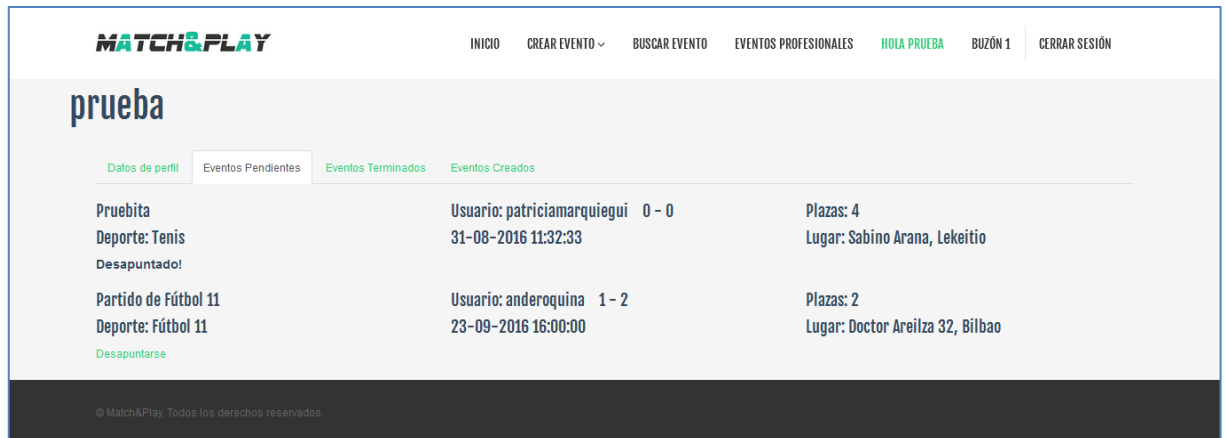 MATCH&PLAY INICIO CREAR EVENTO BUSCAR EVENTO EVENTOS PROFESIONALES HOLA PRUEBA BUZÓN 1 CERRAR SESIÓN
prueba
Datos de perfil Eventos Pendientes Eventos Terminados Eventos Creados
Pruebita Usuario: patriciamarquiegui 0 - 0 Plazas: 4
Deporte: Tenis 31-08-2016 11:32:33 Lugar: Sabino Arana, Lekeitio
Desapuntado!
Partido de Fútbol 11 Usuario: anderoquina 1 - 2 Plazas: 2
Deporte: Fútbol 11 23-09-2016 16:00:00 Lugar: Doctor Areilza 32, Bilbao
Desapuntarse
© Match&Play. Todos los derechos reservados.